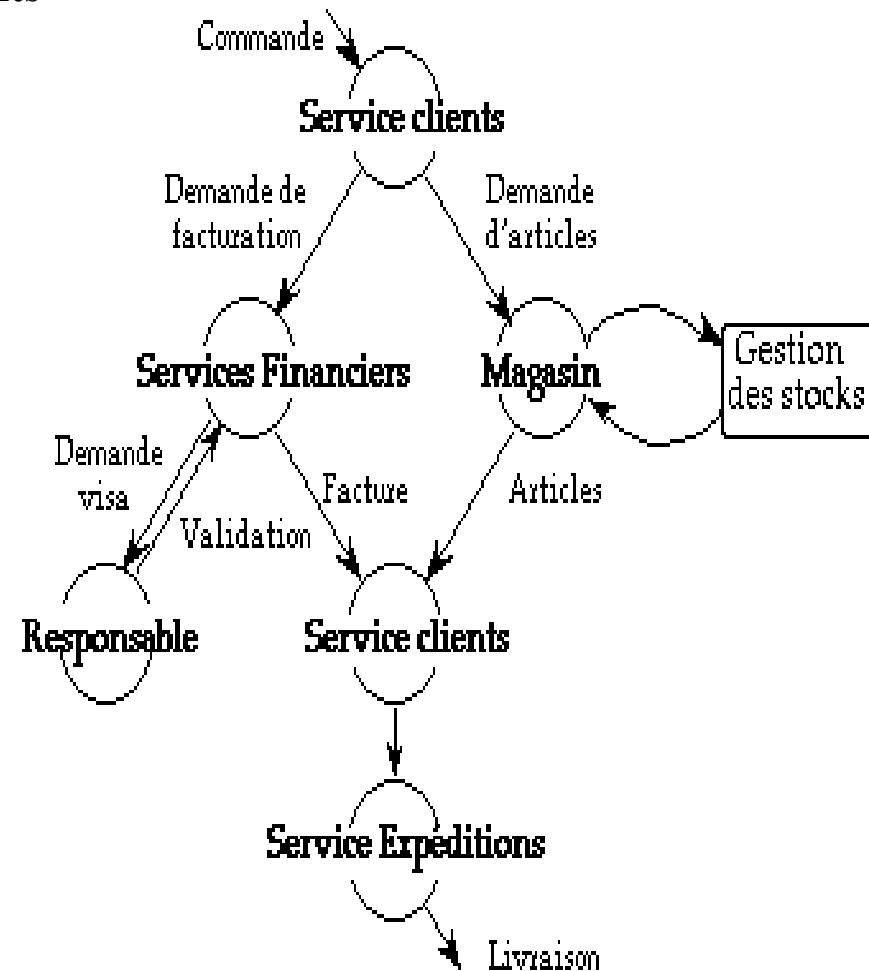 Commande
Service clients
Demande de
facturation
Demande
d'articles
Services Financiers
Magasin
Gestion
des stocks
Demande
visa
Validation
Facture
Articles
Responsable
Service clients
Service Expéditions
Livraison